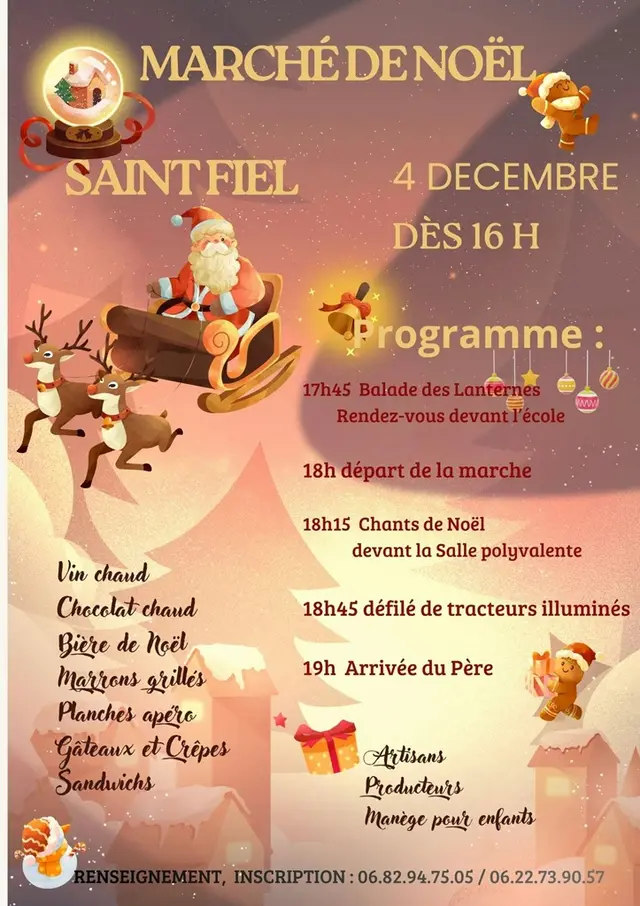 MARCHÉ DE NOËL
SAINT FIEL
4 DECEMBRE
DÈS 16 H
Programme :
17h45 Balade des Lanternes
Rendez-vous devant l'école
18h départ de la marche
18h15 Chants de Noël
devant la Salle polyvalente
18h45 défilé de tracteurs illuminés
19h Arrivée du Père
Vin chaud
Chocolat chaud
Bière de Noël
Marrons grillés
Planches apéro
Gâteaux et Crêpes
Sandwichs
Artisans
Producteurs
Manège pour enfants
RENSEIGNEMENT, INSCRIPTION : 06.82.94.75.05 / 06.22.73.90.57